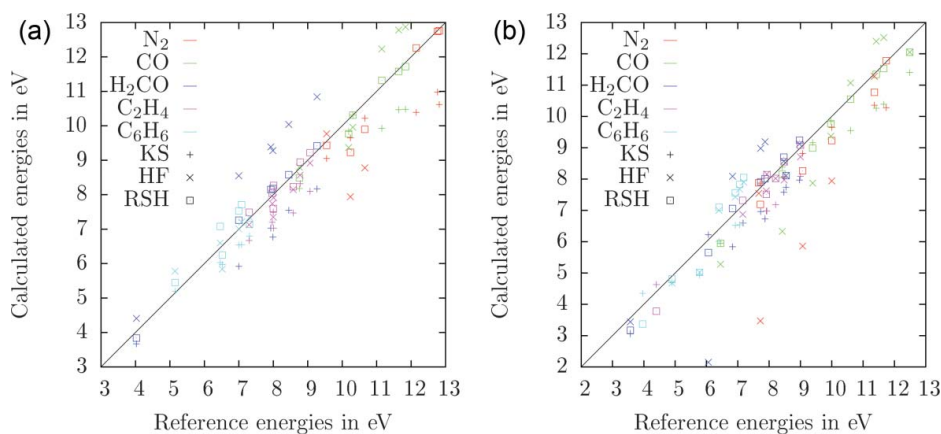 (a)
Calculated energies in eV
13
12
11
10
9
8
7
6
5
4
3
N₂
CO
H₂CO
C₂H₄
C₆H₆
KS
HF
RSH
3 4 5 6 7 8 9 10 11 12 13
Reference energies in eV
(b)
Calculated energies in eV
13
12
11
10
9
8
7
6
5
4
3
2
N₂
CO
H₂CO
C₂H₄
C₆H₆
KS
HF
RSH
2 3 4 5 6 7 8 9 10 11 12 13
Reference energies in eV